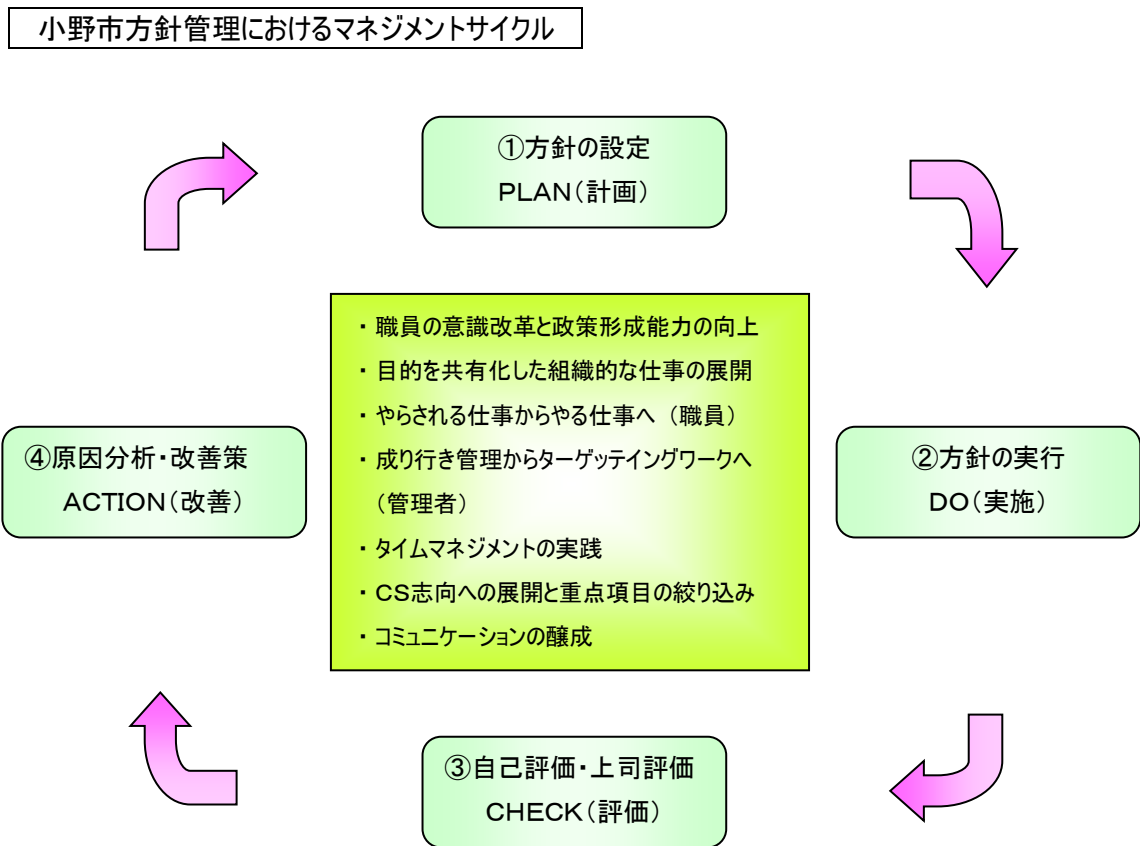 小野市方針管理におけるマネジメントサイクル
①方針の設定
PLAN(計画)
・職員の意識改革と政策形成能力の向上
・目的を共有化した組織的な仕事の展開
・やらされる仕事からやる仕事へ (職員)
・成り行き管理からターゲッテイングワークへ
(管理者)
・タイムマネジメントの実践
・CS志向への展開と重点項目の絞り込み
・コミュニケーションの醸成
②方針の実行
DO(実施)
③自己評価・上司評価
CHECK(評価)
④原因分析・改善策
ACTION(改善)